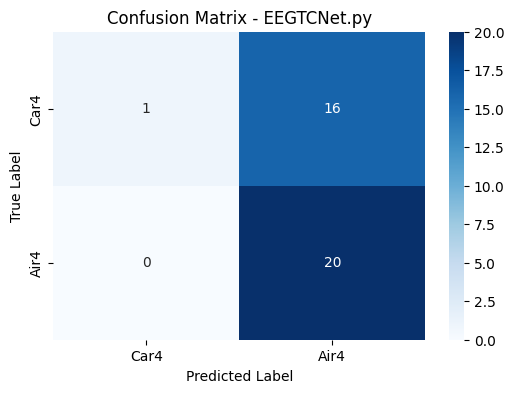 Confusion Matrix - EEGTCNet.py
True Label
Car4
Air4
1
16
0
20
Car4
Air4
Predicted Label
20.0
17.5
15.0
12.5
10.0
7.5
5.0
2.5
0.0